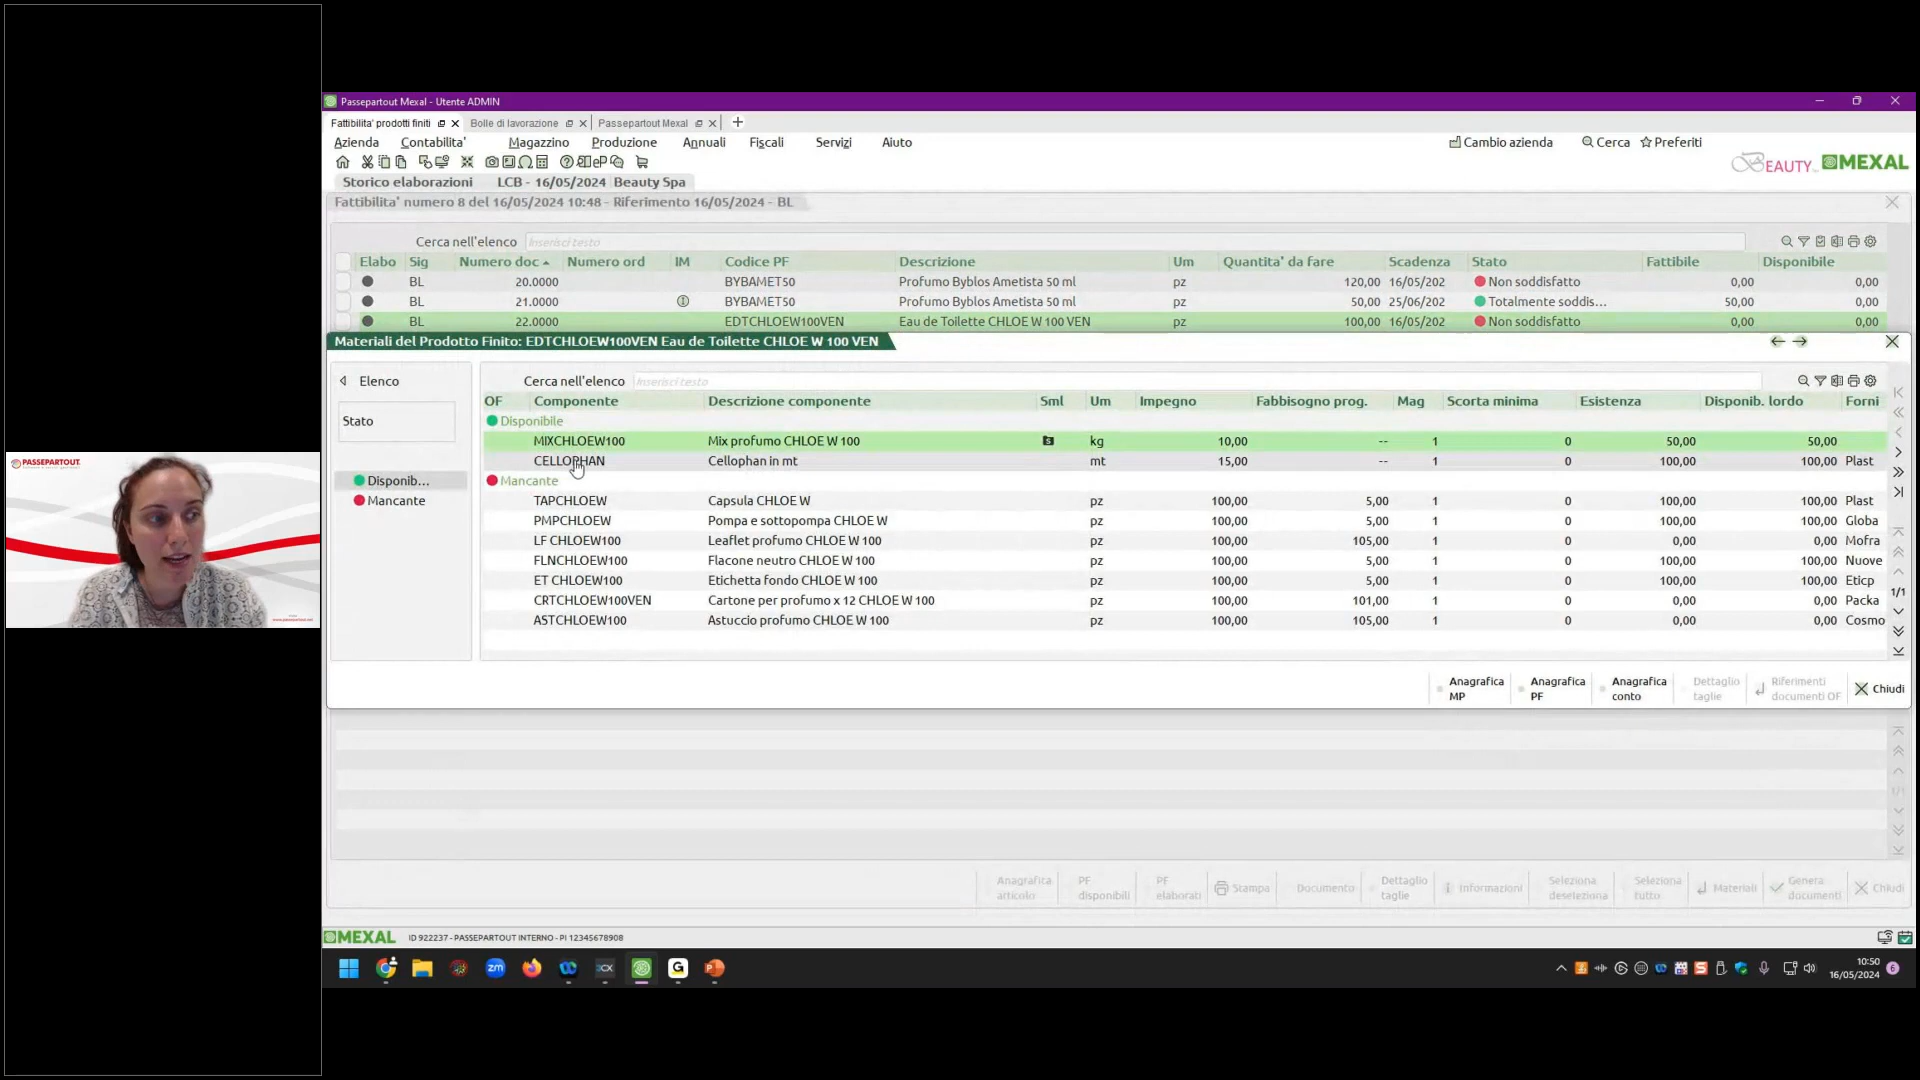 Passepartout Mexal - Utente ADMIN
Fattibilita' prodotti finiti Bolle di lavorazione Passepartout Mexal
Azienda Contabilita' Magazzino Produzione Annuali Fiscali Servizi Aiuto Cambio azienda Cerca Preferiti
BEAUTY MEXAL
Storico elaborazioni LCB - 16/05/2024 Beauty Spa
Fattibilita' numero 8 del 16/05/2024 10:48 - Riferimento 16/05/2024 - BL
Cerca nell'elenco Inserisci testo
Elabo Sig Numero doc Numero ord IM Codice PF Descrizione Um Quantita' da fare Scadenza Stato Fattibile Disponibile
BL 20.0000 BYBAMET50 Profumo Byblos Ametista 50 ml pz 120,00 16/05/202 Non soddisfatto 0,00 0,00
BL 21.0000 BYBAMET50 Profumo Byblos Ametista 50 ml pz 50,00 25/06/202 Totalmente soddis... 50,00 0,00
BL 22.0000 EDTCHLOEW100VEN Eau de Toilette CHLOE W 100 VEN pz 100,00 16/05/202 Non soddisfatto 0,00 0,00
Materiali del Prodotto Finito: EDTCHLOEW100VEN Eau de Toilette CHLOE W 100 VEN
Elenco
Stato
Disponib...
Mancante
Cerca nell'elenco Inserisci testo
OF Componente Descrizione componente Sml Um Impegno Fabbisogno prog. Mag Scorta minima Esistenza Disponib. lordo Forni
Disponibile
MIXCHLOEW100 Mix profumo CHLOE W 100 kg 10,00 -- 1 0 50,00 50,00
CELLOPHAN Cellophan in mt mt 15,00 -- 1 0 100,00 100,00 Plast
Mancante
TAPCHLOEW Capsula CHLOE W pz 100,00 5,00 1 0 100,00 100,00 Plast
PMPCHLOEW Pompa e sottopompa CHLOE W pz 100,00 5,00 1 0 100,00 100,00 Globa
LF CHLOEW100 Leaflet profumo CHLOE W 100 pz 100,00 105,00 1 0 0,00 0,00 Mofra
FLNCHLOEW100 Flacone neutro CHLOE W 100 pz 100,00 5,00 1 0 100,00 100,00 Nuove
ET CHLOEW100 Etichetta fondo CHLOE W 100 pz 100,00 5,00 1 0 100,00 100,00 Eticp
CRTCHLOEW100VEN Cartone per profumo x 12 CHLOE W 100 pz 100,00 101,00 1 0 0,00 0,00 Packa
ASTCHLOEW100 Astuccio profumo CHLOE W 100 pz 100,00 105,00 1 0 0,00 0,00 Cosmo
1/1
Anagrafica MP Anagrafica PF Anagrafica conto Dettaglio taglie Riferimenti documenti OF Chiudi
Anagrafica articolo PF disponibili PF elaborati Stampa Documento Dettaglio taglie Informazioni Seleziona deseleziona Seleziona tutto Materiali Genera documenti Chiudi
MEXAL ID 922237 - PASSEPARTOUT INTERNO - PI 12345678908
10:50
16/05/2024 6
PASSEPARTOUT